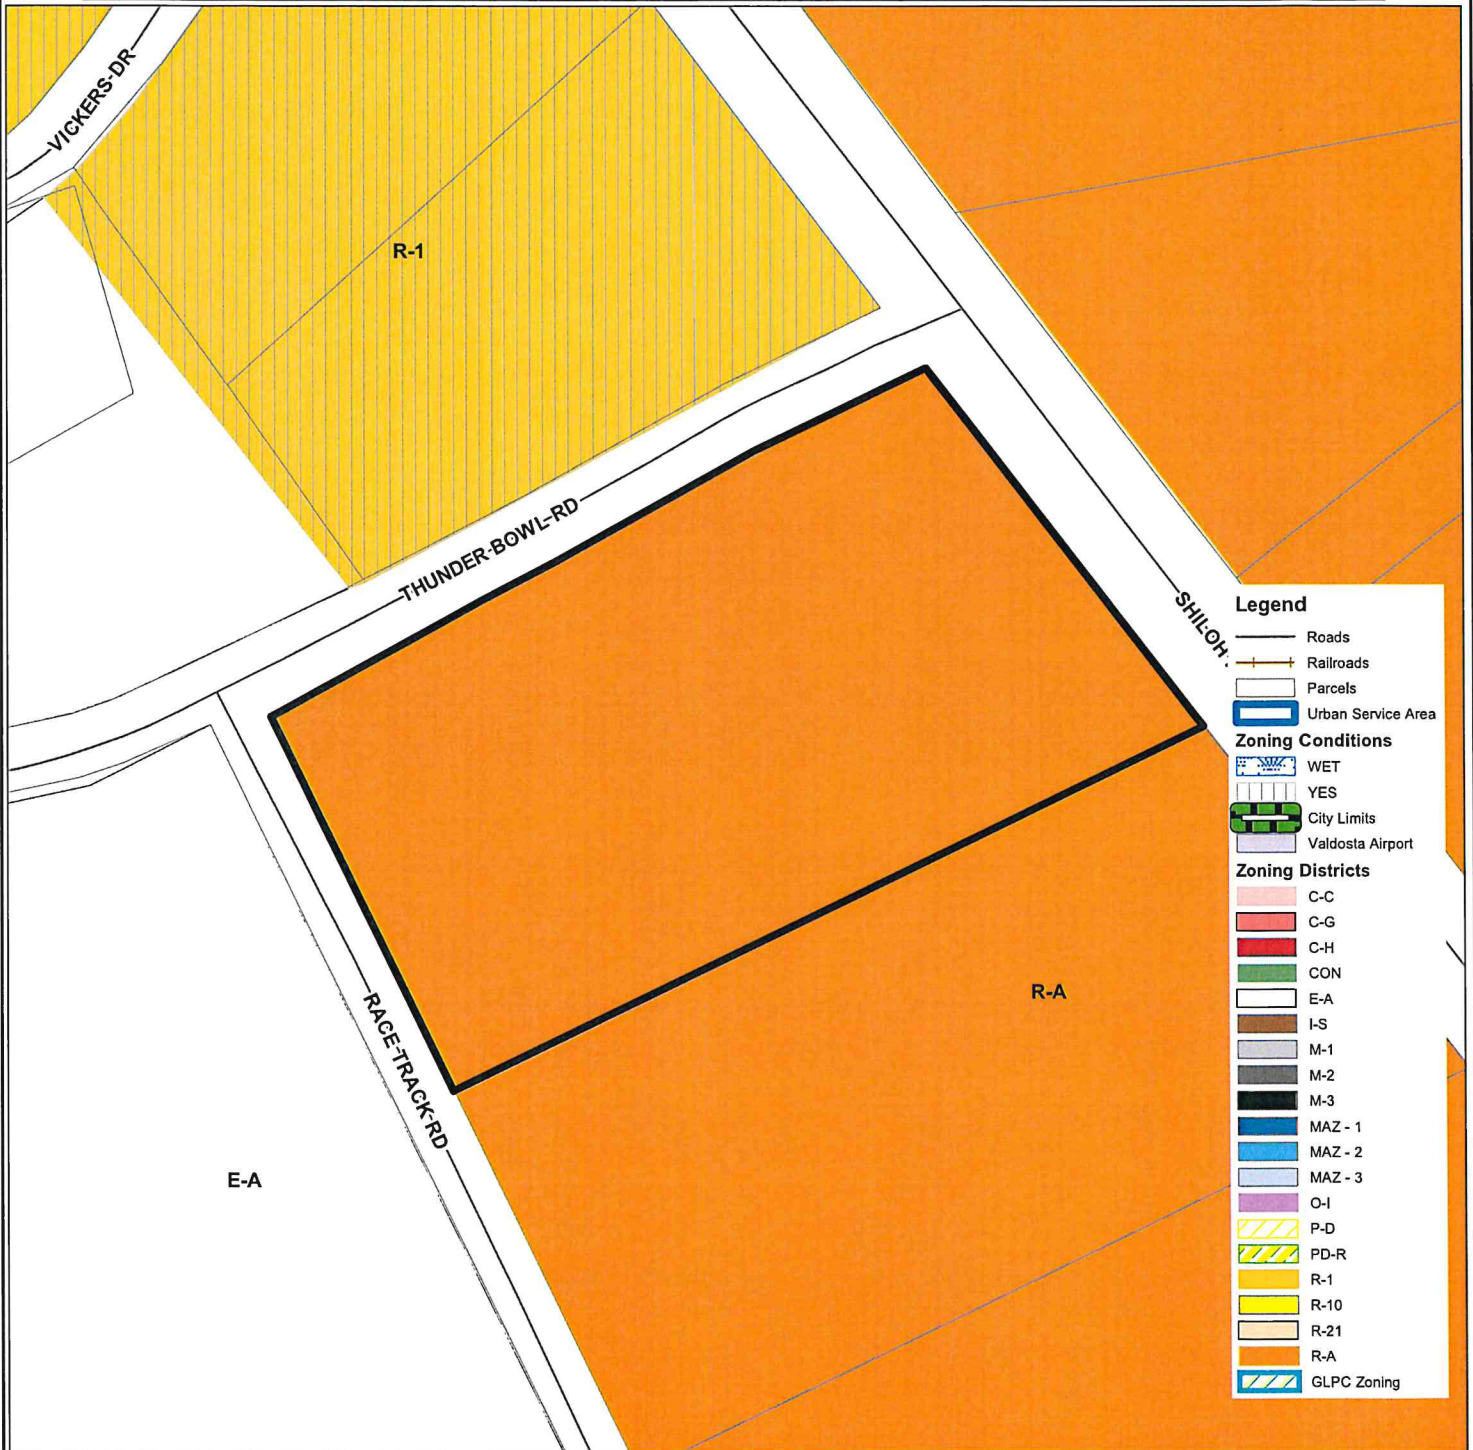 VICKERS-DR
R-1
THUNDER-BOWL-RD
SHILOH
RACE-TRACK-RD
R-A
E-A
Legend
Roads
Railroads
Parcels
Urban Service Area
Zoning Conditions
WET
YES
City Limits
Valdosta Airport
Zoning Districts
C-C
C-G
C-H
CON
E-A
I-S
M-1
M-2
M-3
MAZ - 1
MAZ - 2
MAZ - 3
O-I
P-D
PD-R
R-1
R-10
R-21
R-A
GLPC Zoning